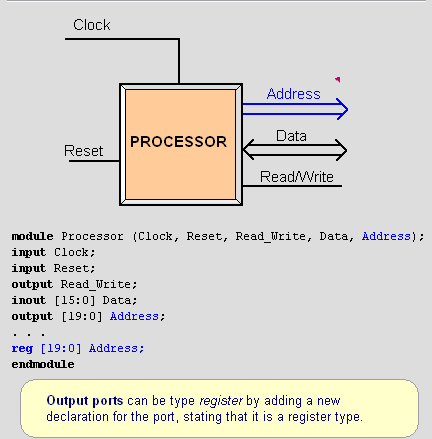 Clock
Address
PROCESSOR
Data
Reset
Read/Write
module Processor (Clock, Reset, Read_Write, Data, Address);
input Clock;
input Reset;
output Read_Write;
inout [15:0] Data;
output [19:0] Address;
. . .
reg [19:0] Address;
endmodule
Output ports can be type register by adding a new
declaration for the port, stating that it is a register type.